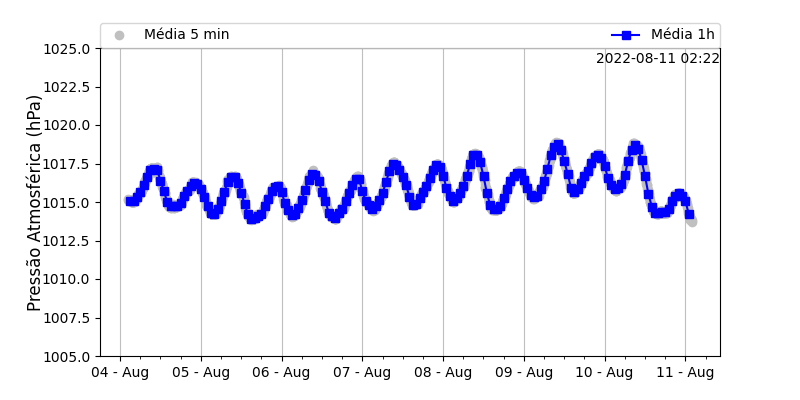 Média 5 min
Média 1h
2022-08-11 02:22
Pressão Atmosférica (hPa)
1025.0
1022.5
1020.0
1017.5
1015.0
1012.5
1010.0
1007.5
1005.0
04 - Aug
05 - Aug
06 - Aug
07 - Aug
08 - Aug
09 - Aug
10 - Aug
11 - Aug